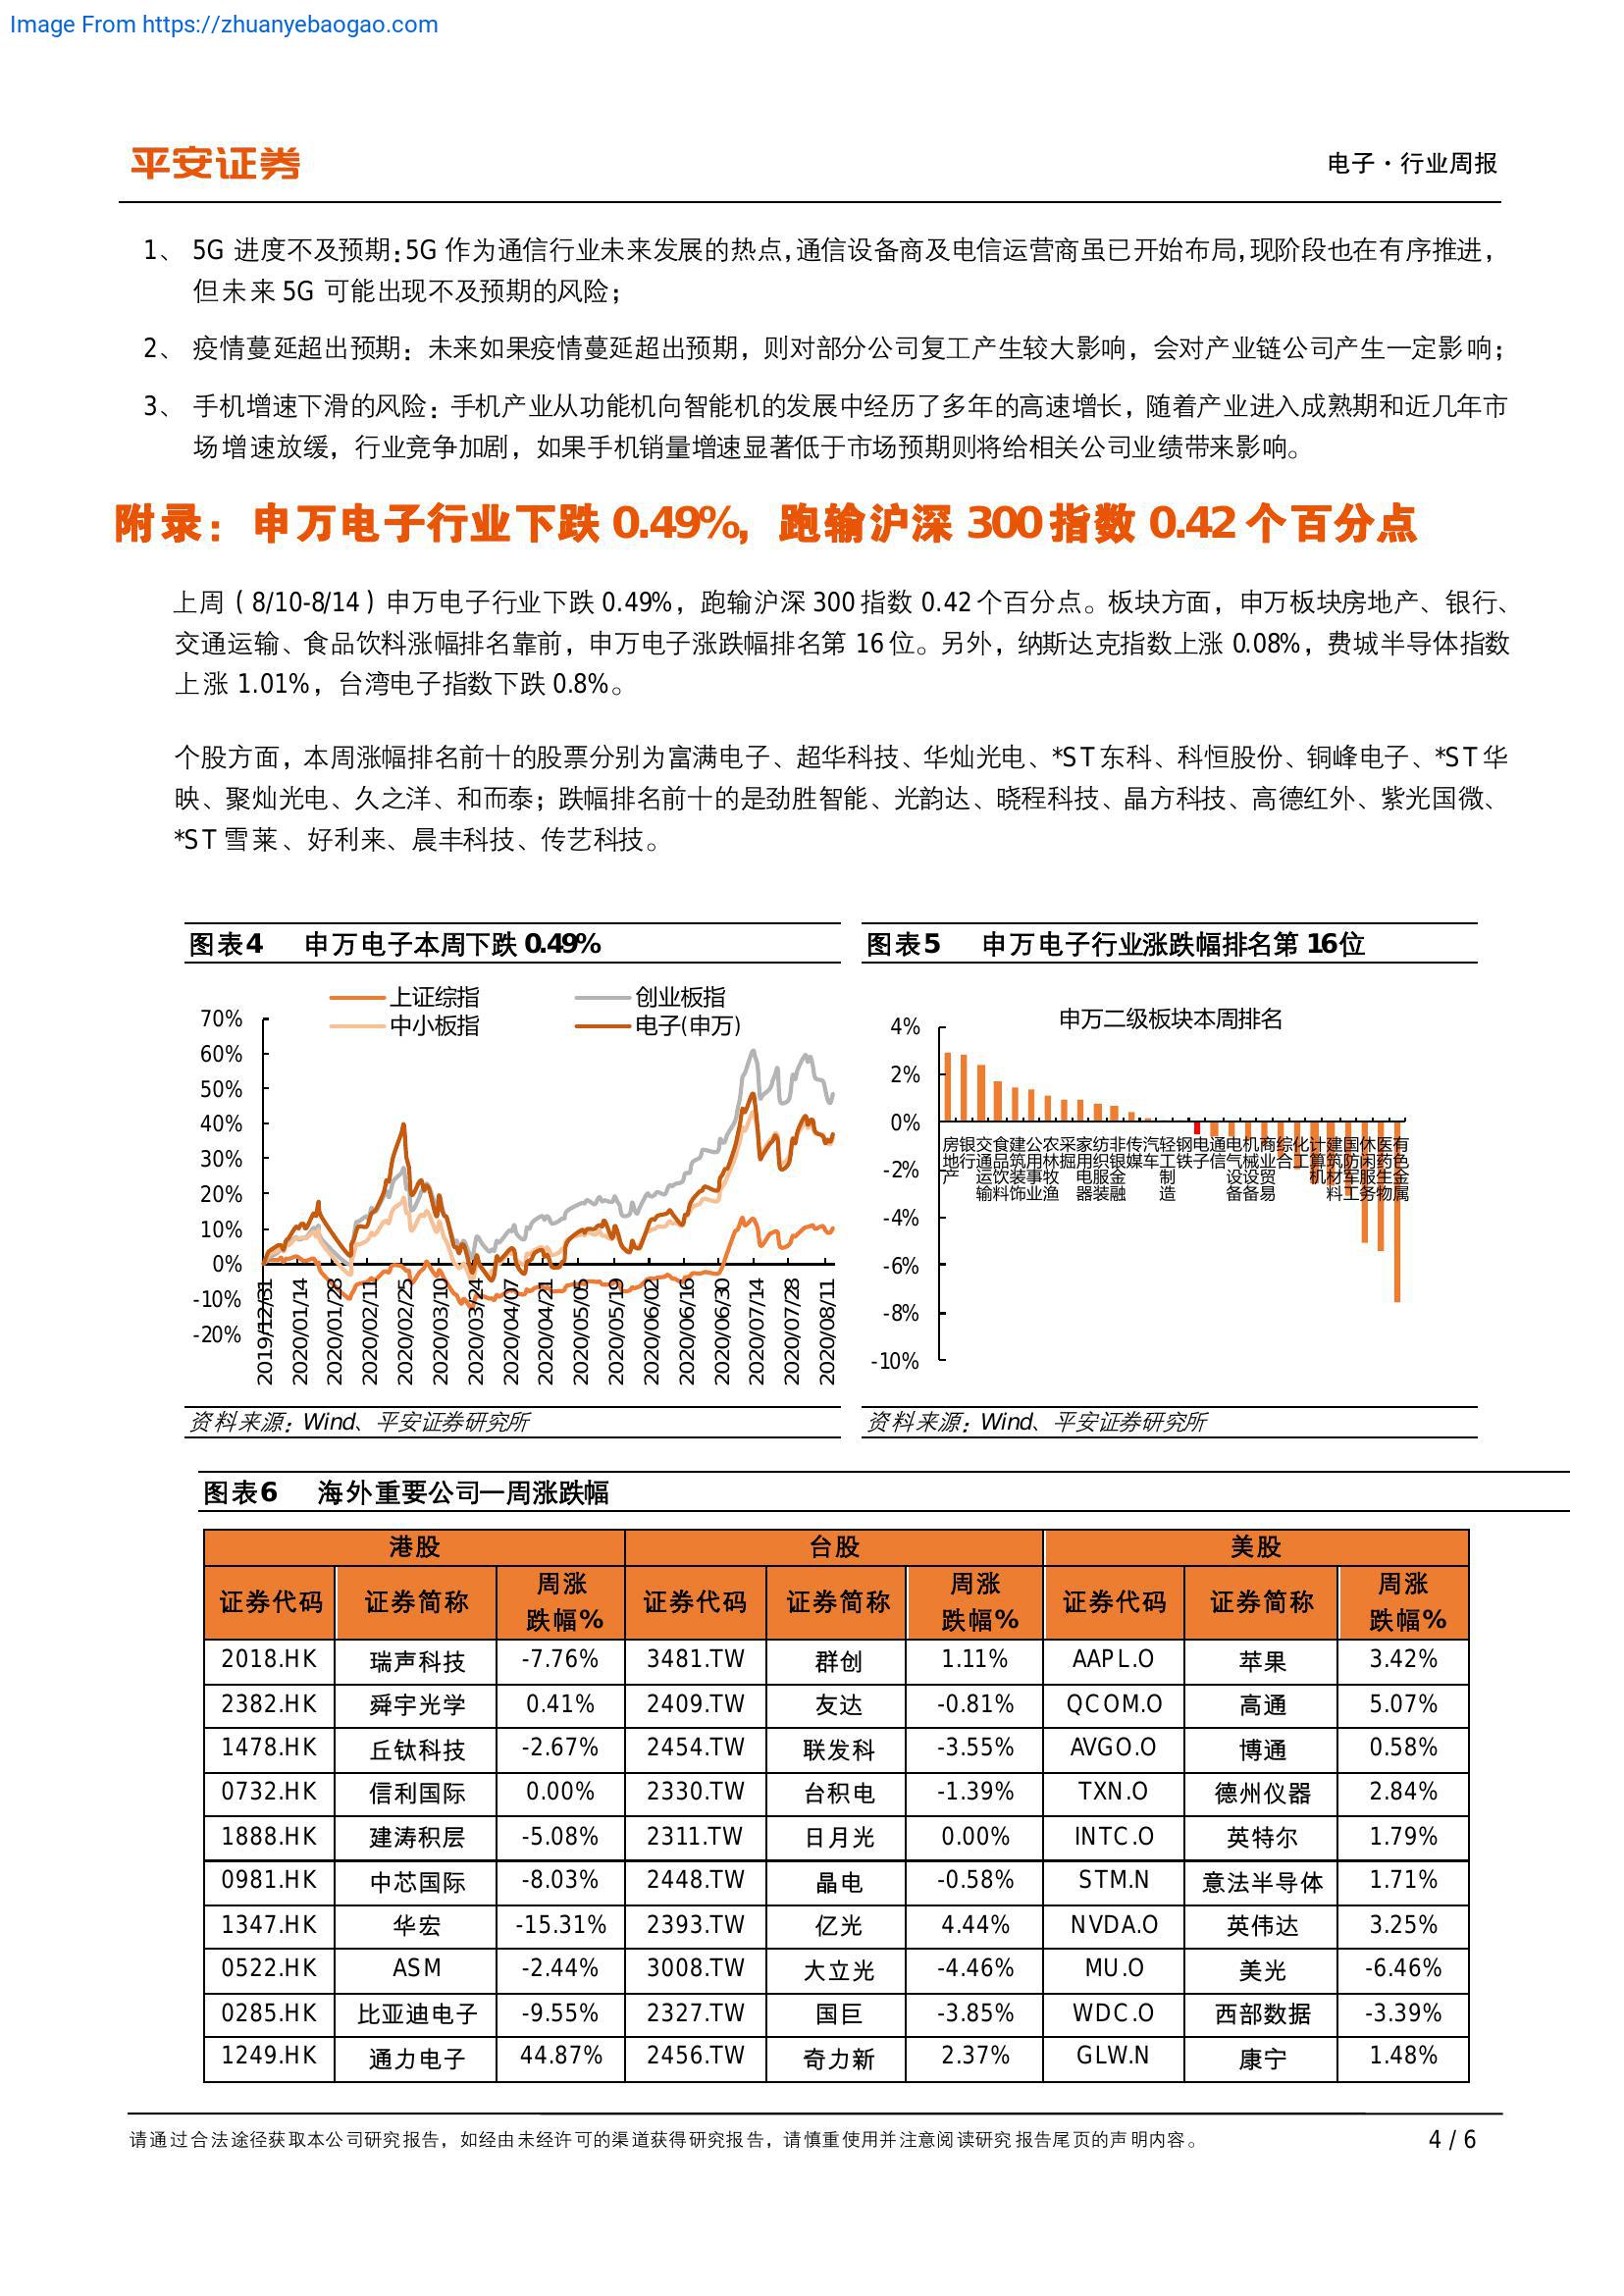 Image From https://zhuanyebaogao.com
平安证券
电子·行业周报
1、 5G 进度不及预期：5G 作为通信行业未来发展的热点，通信设备商及电信运营商虽已开始布局，现阶段也在有序推进，
但未来 5G 可能出现不及预期的风险；
2、 疫情蔓延超出预期：未来如果疫情蔓延超出预期，则对部分公司复工产生较大影响，会对产业链公司产生一定影响；
3、 手机增速下滑的风险：手机产业从功能机向智能机的发展中经历了多年的高速增长，随着产业进入成熟期和近几年市
场增速放缓，行业竞争加剧，如果手机销量增速显著低于市场预期则将给相关公司业绩带来影响。
附录：申万电子行业下跌 0.49%，跑输沪深 300 指数 0.42 个百分点
上周（8/10-8/14）申万电子行业下跌 0.49%，跑输沪深 300 指数 0.42 个百分点。板块方面，申万板块房地产、银行、
交通运输、食品饮料涨幅排名靠前，申万电子涨跌幅排名第 16 位。另外，纳斯达克指数上涨 0.08%，费城半导体指数
上涨 1.01%，台湾电子指数下跌 0.8%。
个股方面，本周涨幅排名前十的股票分别为富满电子、超华科技、华灿光电、*ST 东科、科恒股份、铜峰电子、*ST 华
映、聚灿光电、久之洋、和而泰；跌幅排名前十的是劲胜智能、光韵达、晓程科技、晶方科技、高德红外、紫光国微、
*ST 雪莱、好利来、晨丰科技、传艺科技。
图表4 申万电子本周下跌 0.49%
上证综指 创业板指
中小板指 电子(申万)
70%
60%
50%
40%
30%
20%
10%
0%
-10%
-20%
2019/12/31 2020/01/14 2020/01/28 2020/02/11 2020/02/25 2020/03/10 2020/03/24 2020/04/07 2020/04/21 2020/05/05 2020/05/19 2020/06/02 2020/06/16 2020/06/30 2020/07/14 2020/07/28 2020/08/11
资料来源：Wind、平安证券研究所
图表5 申万电子行业涨跌幅排名第 16位
申万二级板块本周排名
4%
2%
0%
-2%
-4%
-6%
-8%
-10%
房地产 银行 交通运输 食品饮料 建筑装饰 公用事业 农林牧渔 采掘 家用电器 纺织服装 非银金融 传媒 汽车 轻工制造 钢铁 电子 通信 电气设备 机械设备 商业贸易 综合 化工 计算机 建筑材料 国防军工 休闲服务 医药生物 有色金属
资料来源：Wind、平安证券研究所
图表6 海外重要公司一周涨跌幅
港股 台股 美股
证券代码 证券简称 周涨跌幅% 证券代码 证券简称 周涨跌幅% 证券代码 证券简称 周涨跌幅%
2018.HK 瑞声科技 -7.76% 3481.TW 群创 1.11% AAPL.O 苹果 3.42%
2382.HK 舜宇光学 0.41% 2409.TW 友达 -0.81% QCOM.O 高通 5.07%
1478.HK 丘钛科技 -2.67% 2454.TW 联发科 -3.55% AVGO.O 博通 0.58%
0732.HK 信利国际 0.00% 2330.TW 台积电 -1.39% TXN.O 德州仪器 2.84%
1888.HK 建涛积层 -5.08% 2311.TW 日月光 0.00% INTC.O 英特尔 1.79%
0981.HK 中芯国际 -8.03% 2448.TW 晶电 -0.58% STM.N 意法半导体 1.71%
1347.HK 华宏 -15.31% 2393.TW 亿光 4.44% NVDA.O 英伟达 3.25%
0522.HK ASM -2.44% 3008.TW 大立光 -4.46% MU.O 美光 -6.46%
0285.HK 比亚迪电子 -9.55% 2327.TW 国巨 -3.85% WDC.O 西部数据 -3.39%
1249.HK 通力电子 44.87% 2456.TW 奇力新 2.37% GLW.N 康宁 1.48%
请通过合法途径获取本公司研究报告，如经由未经许可的渠道获得研究报告，请慎重使用并注意阅读研究报告尾页的声明内容。
4 / 6